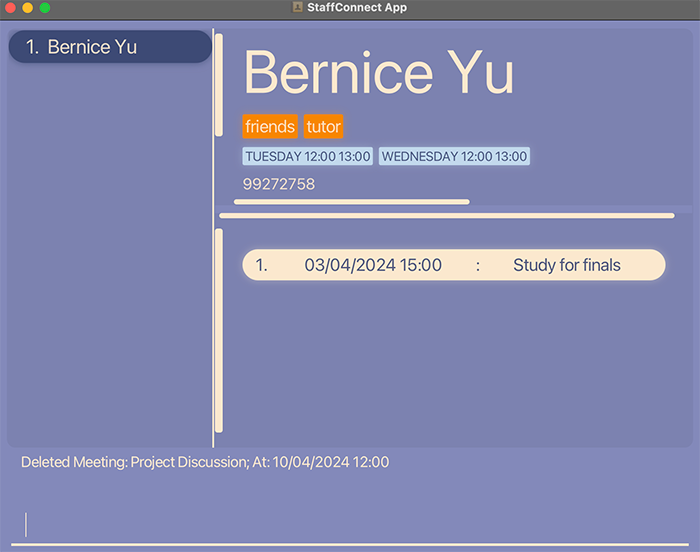 StaffConnect App
1. Bernice Yu
Bernice Yu
friends tutor
TUESDAY 12:00 13:00 WEDNESDAY 12:00 13:00
99272758
1. 03/04/2024 15:00 : Study for finals
Deleted Meeting: Project Discussion; At: 10/04/2024 12:00